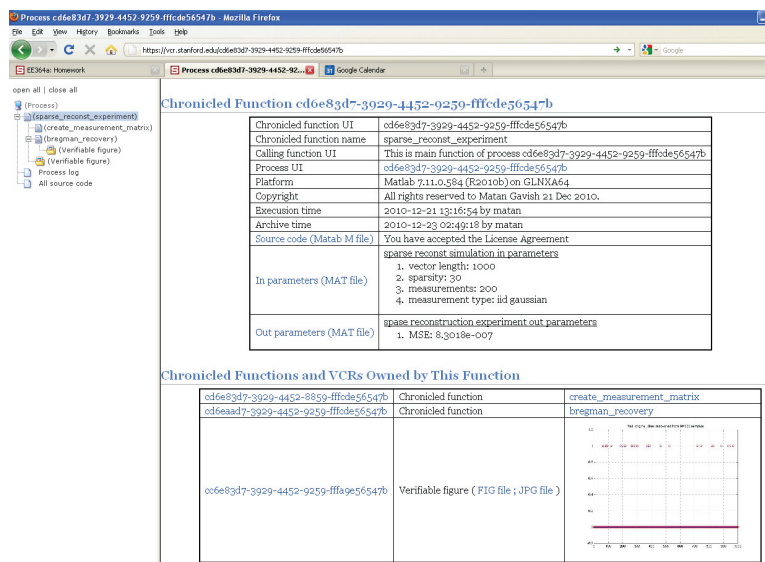 Process cd6e83d7-3929-4452-9259-fffcde56547b - Mozilla Firefox
File Edit View History Bookmarks Tools Help
https://vcr.stanford.edu/cd6e83d7-3929-4452-9259-fffcde56547b
Google
EE364a: Homework
Process cd6e83d7-3929-4452-92...
31 Google Calendar
open all | close all
(Process)
(sparse_reconst_experiment)
(create_measurement_matrix)
(bregman_recovery)
(Verifiable figure)
(Verifiable figure)
Process log
All source code
Chronicled Function cd6e83d7-3929-4452-9259-fffcde56547b
Chronicled function UI cd6e83d7-3929-4452-9259-fffcde56547b
Chronicled function name sparse_reconst_experiment
Calling function UI This is main function of process cd6e83d7-3929-4452-9259-fffcde56547b
Process UI cd6e83d7-3929-4452-9259-fffcde56547b
Platform Matlab 7.11.0.584 (R2010b) on GLNXA64
Copyright All rights reserved to Matan Gavish 21 Dec 2010.
Execusion time 2010-12-21 13:16:54 by matan
Archive time 2010-12-23 02:49:18 by matan
Source code (Matab M file) You have accepted the License Agreement
In parameters (MAT file) sparse reconst simulation in parameters
1. vector length: 1000
2. sparsity: 30
3. measurements: 200
4. measurement type: iid gaussian
Out parameters (MAT file) spase reconstruction experiment out parameters
1. MSE: 8.3018e-007
Chronicled Functions and VCRs Owned by This Function
cd6e83d7-3929-4452-8859-fffcde56547b Chronicled function create_measurement_matrix
cd6eaad7-3929-4452-9259-fffcde56547b Chronicled function bregman_recovery
cc6e83d7-3929-4452-9259-fffa9e56547b Verifiable figure ( FIG file ; JPG file )